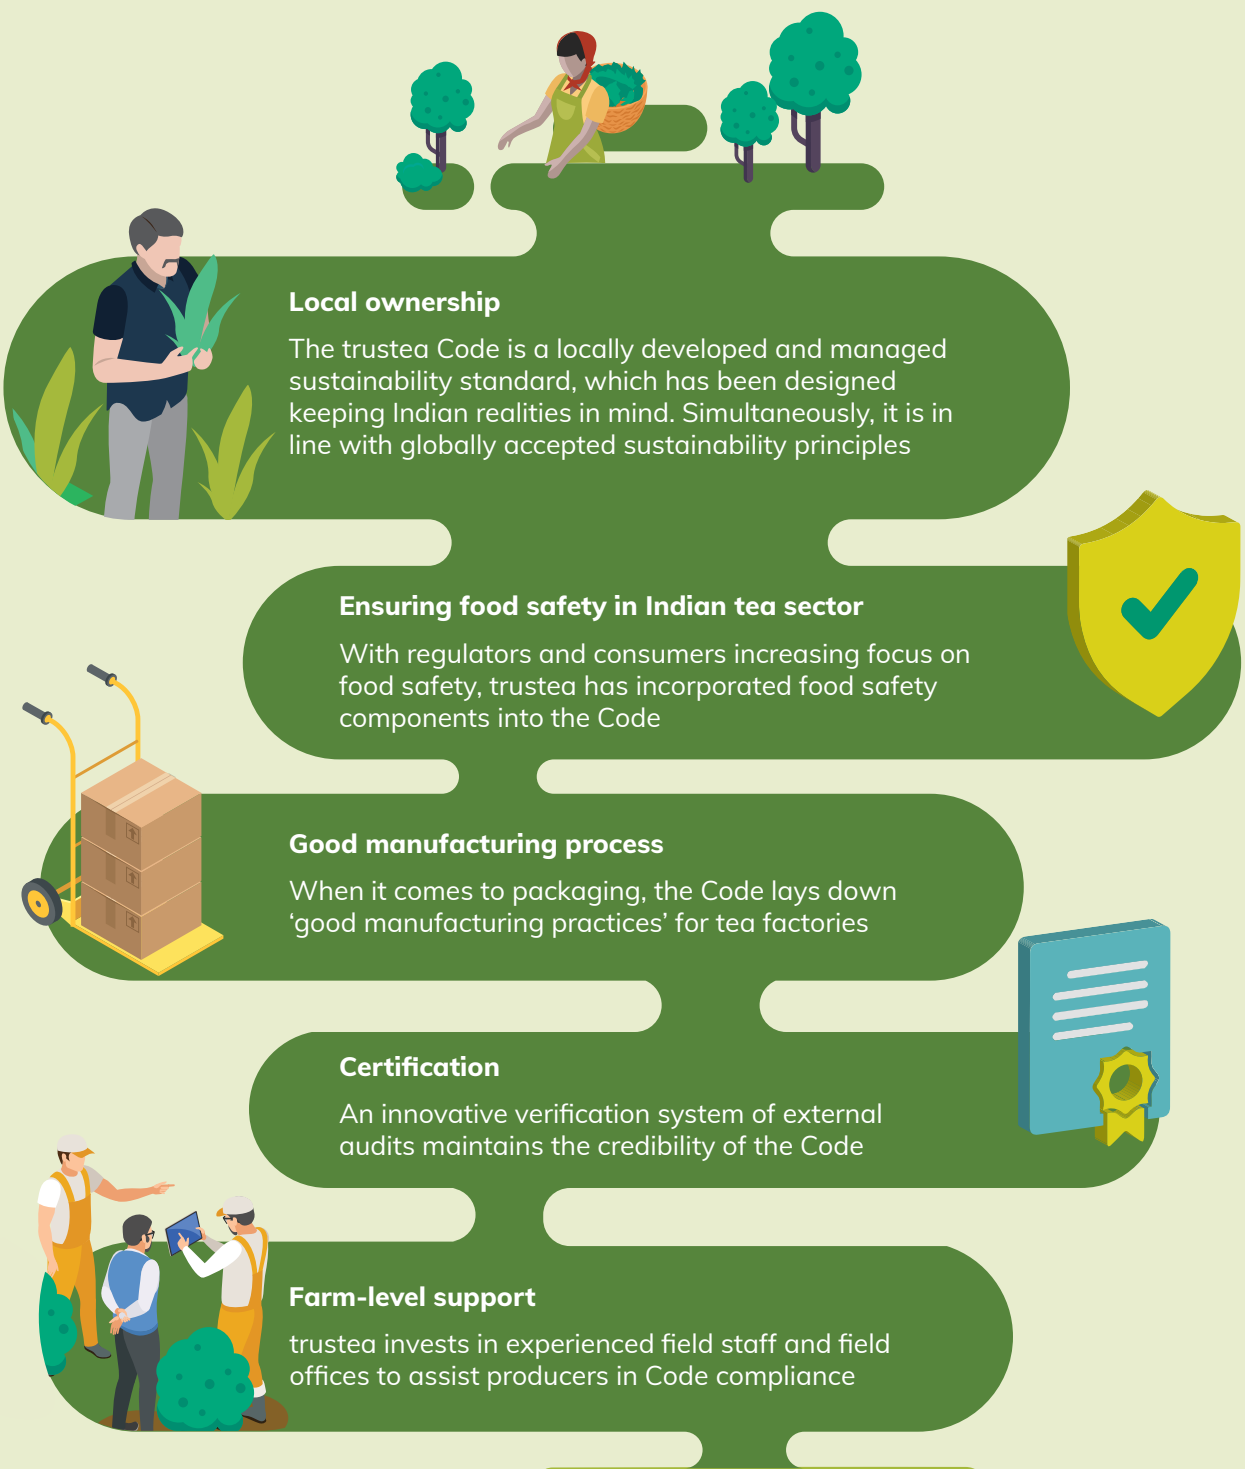 Local ownership
The trustea Code is a locally developed and managed
sustainability standard, which has been designed
keeping Indian realities in mind. Simultaneously, it is in
line with globally accepted sustainability principles
Ensuring food safety in Indian tea sector
With regulators and consumers increasing focus on
food safety, trustea has incorporated food safety
components into the Code
Good manufacturing process
When it comes to packaging, the Code lays down
‘good manufacturing practices’ for tea factories
Certification
An innovative verification system of external
audits maintains the credibility of the Code
Farm-level support
trustea invests in experienced field staff and field
offices to assist producers in Code compliance